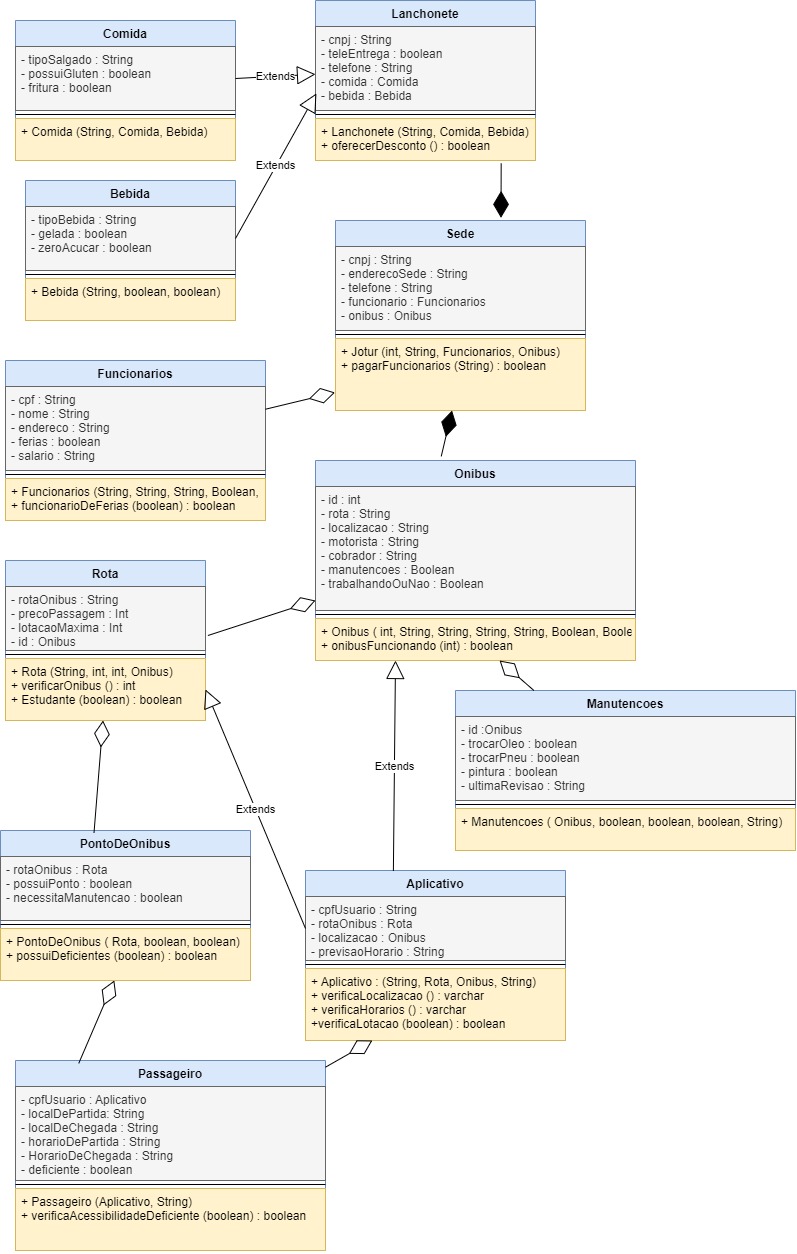 Comida
- tipoSalgado : String
- possuiGluten : boolean
- fritura : boolean
+ Comida (String, Comida, Bebida)
Lanchonete
- cnpj : String
- teleEntrega : boolean
- telefone : String
- comida : Comida
- bebida : Bebida
+ Lanchonete (String, Comida, Bebida)
+ oferecerDesconto () : boolean
Extends
Extends
Bebida
- tipoBebida : String
- gelada : boolean
- zeroAcucar : boolean
+ Bebida (String, boolean, boolean)
Sede
- cnpj : String
- enderecoSede : String
- telefone : String
- funcionario : Funcionarios
- onibus : Onibus
+ Jotur (int, String, Funcionarios, Onibus)
+ pagarFuncionarios (String) : boolean
Funcionarios
- cpf : String
- nome : String
- endereco : String
- ferias : boolean
- salario : String
+ Funcionarios (String, String, String, Boolean,
+ funcionarioDeFerias (boolean) : boolean
Onibus
- id : int
- rota : String
- localizacao : String
- motorista : String
- cobrador : String
- manutencoes : Boolean
- trabalhandoOuNao : Boolean
+ Onibus ( int, String, String, String, String, Boolean, Boole
+ onibusFuncionando (int) : boolean
Rota
- rotaOnibus : String
- precoPassagem : Int
- lotacaoMaxima : Int
- id : Onibus
+ Rota (String, int, int, Onibus)
+ verificarOnibus () : int
+ Estudante (boolean) : boolean
Manutencoes
- id :Onibus
- trocarOleo : boolean
- trocarPneu : boolean
- pintura : boolean
- ultimaRevisao : String
+ Manutencoes ( Onibus, boolean, boolean, boolean, String)
Extends
Extends
PontoDeOnibus
- rotaOnibus : Rota
- possuiPonto : boolean
- necessitaManutencao : boolean
+ PontoDeOnibus ( Rota, boolean, boolean)
+ possuiDeficientes (boolean) : boolean
Aplicativo
- cpfUsuario : String
- rotaOnibus : Rota
- localizacao : Onibus
- previsaoHorario : String
+ Aplicativo : (String, Rota, Onibus, String)
+ verificaLocalizacao () : varchar
+ verificaHorarios () : varchar
+verificaLotacao (boolean) : boolean
Passageiro
- cpfUsuario : Aplicativo
- localDePartida: String
- localDeChegada : String
- horarioDePartida : String
- HorarioDeChegada : String
- deficiente : boolean
+ Passageiro (Aplicativo, String)
+ verificaAcessibilidadeDeficiente (boolean) : boolean